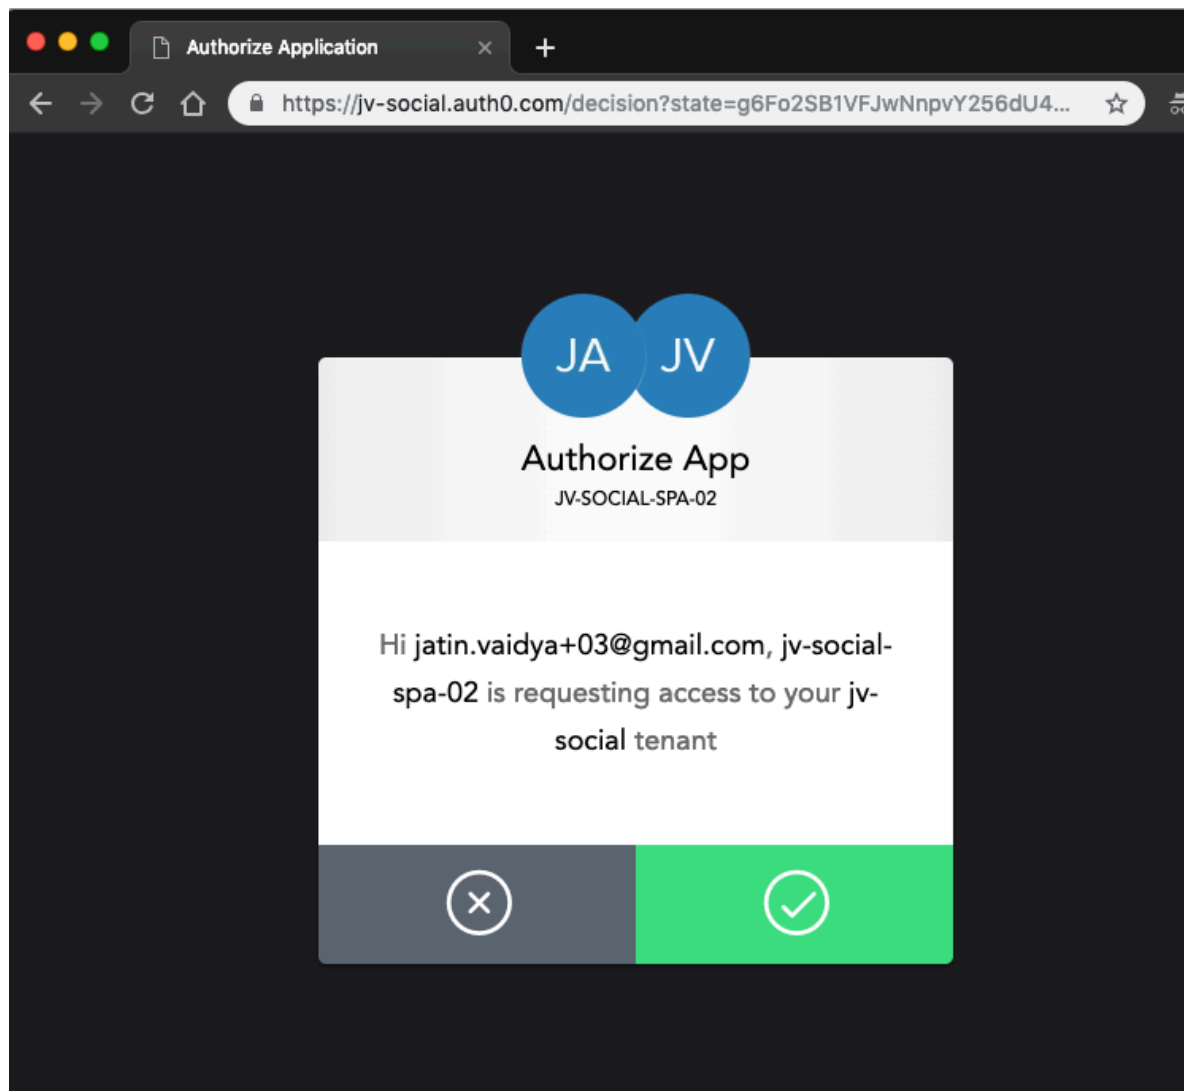 Authorize Application
https://jv-social.auth0.com/decision?state=g6Fo2SB1VFJwNnpvY256dU4...
JA JV
Authorize App
JV-SOCIAL-SPA-02
Hi jatin.vaidya+03@gmail.com, jv-social-
spa-02 is requesting access to your jv-
social tenant